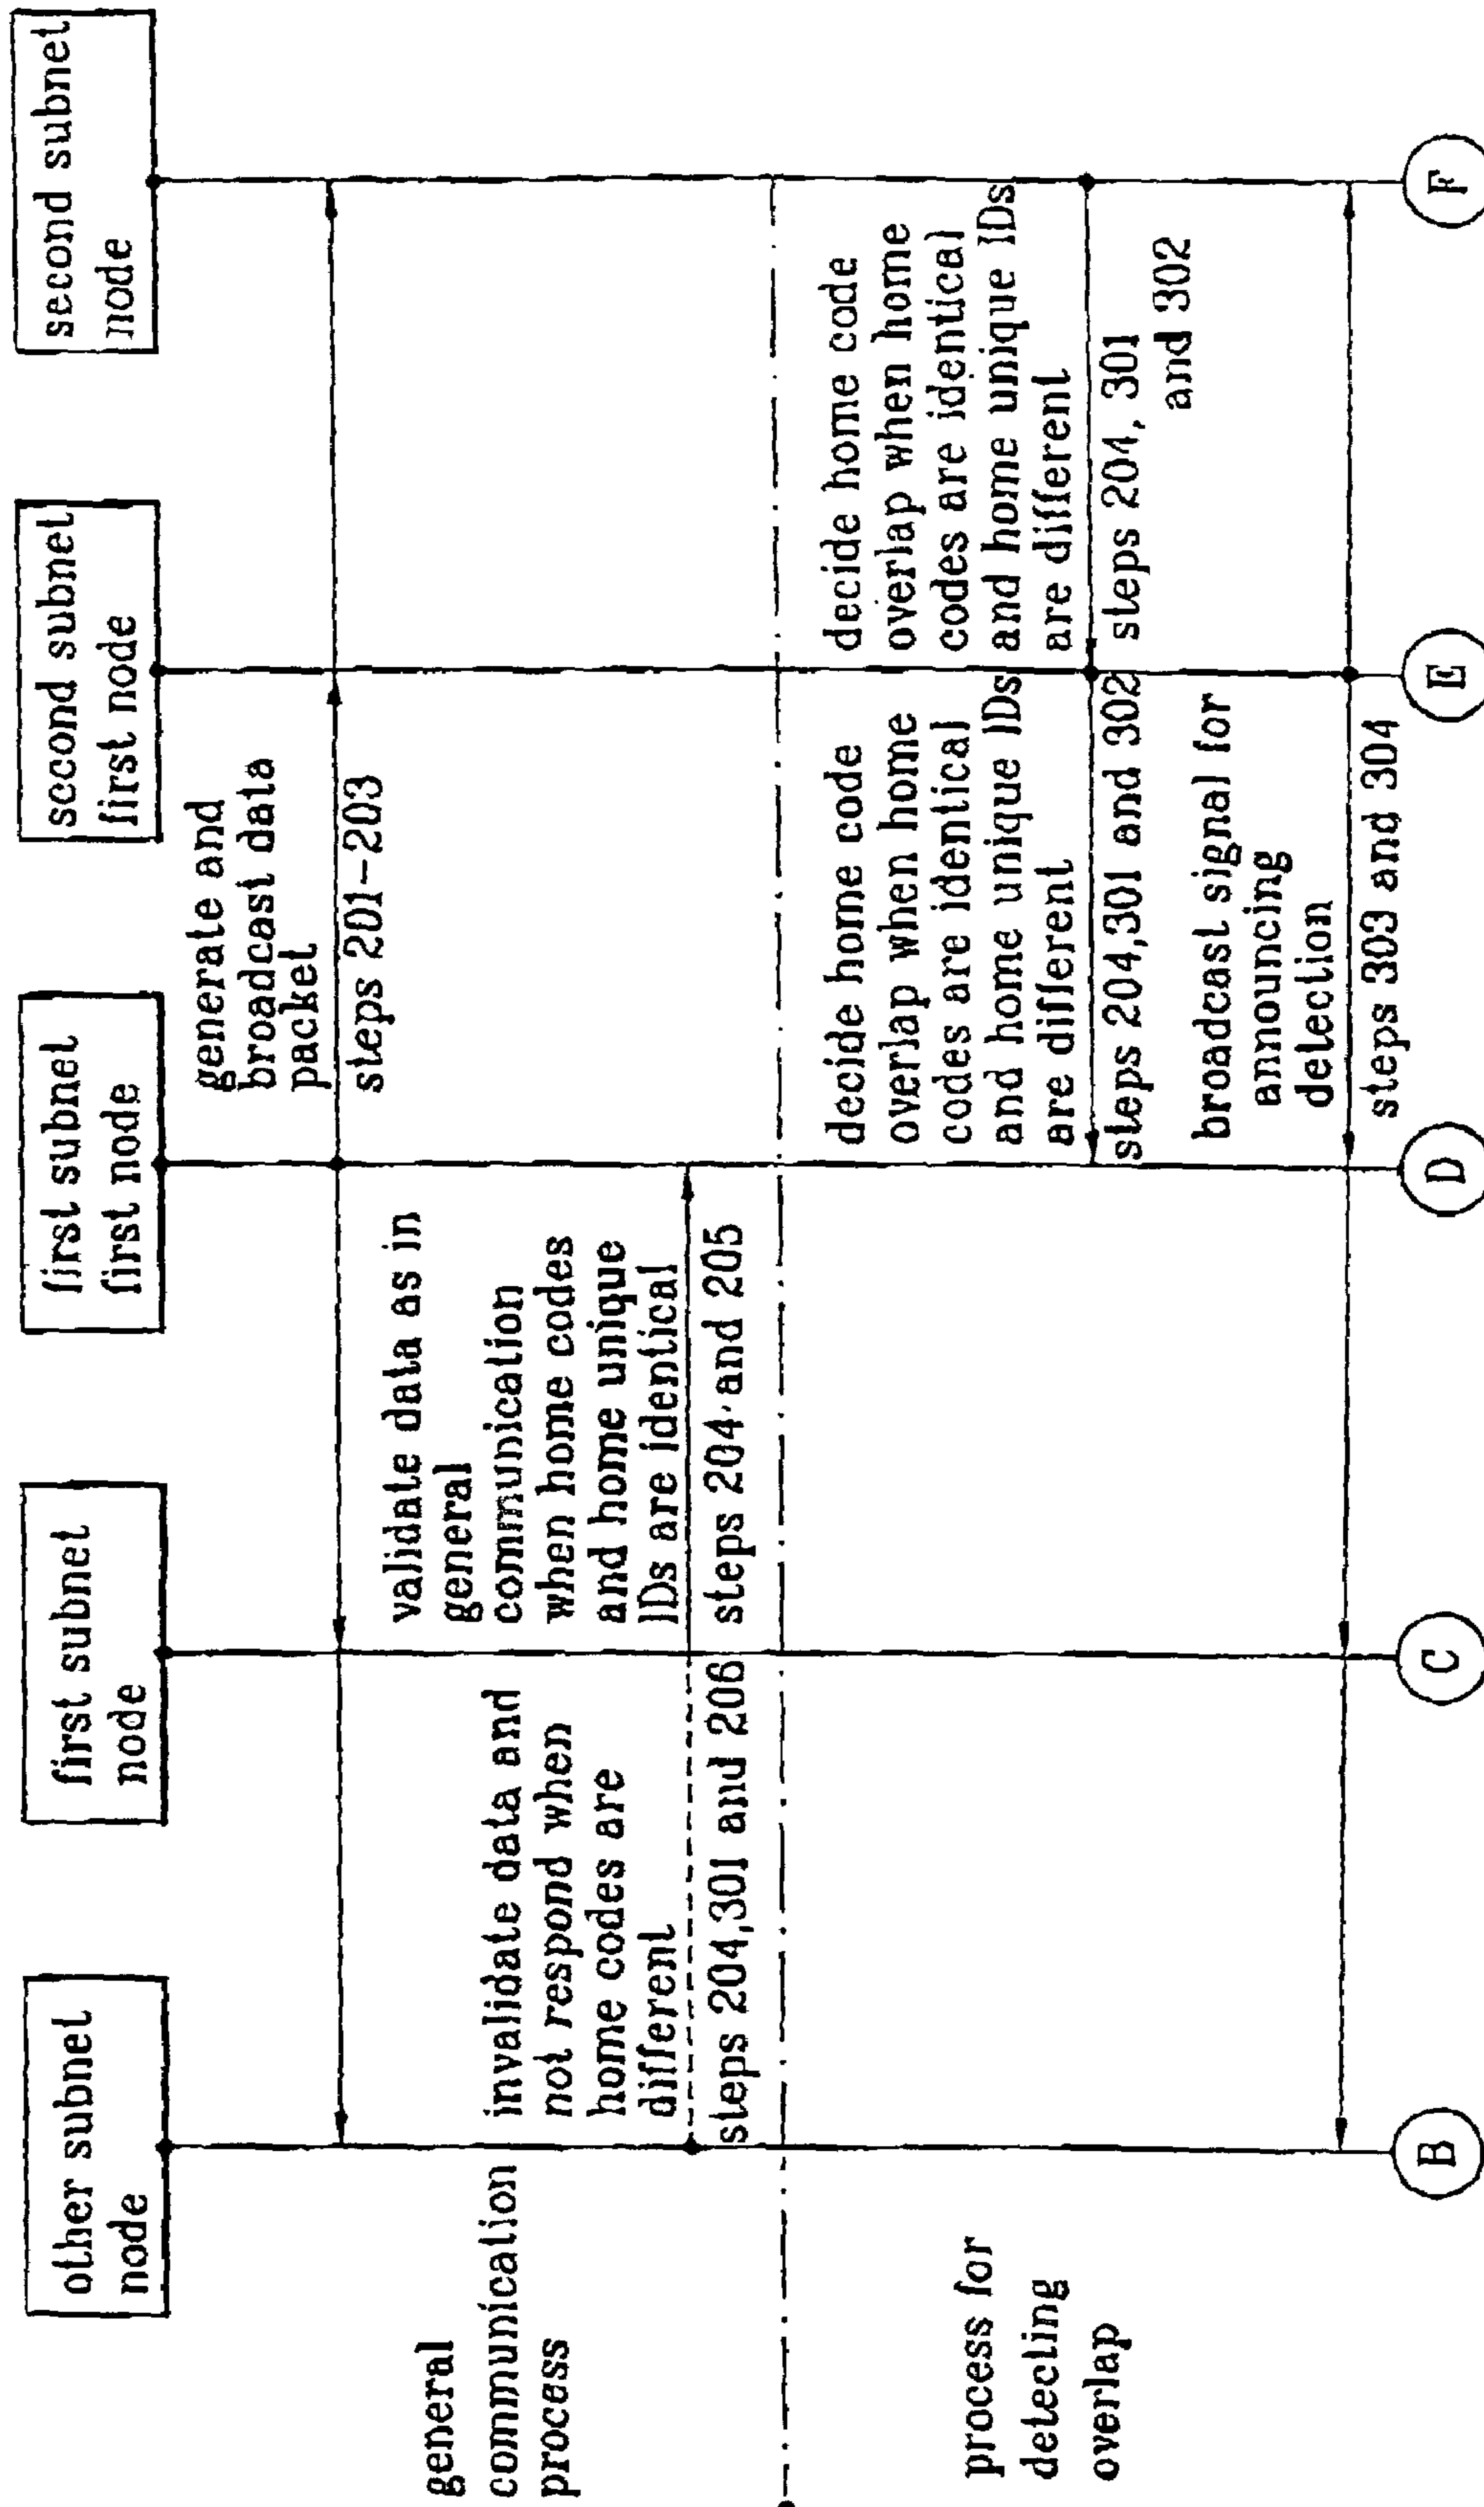 other subnet
node
first subnet
node
first subnet
first node
second subnet
first node
second subnet
node
general
communication
process
generate and
broadcast data
packet
steps 201-203
validate data as in
general
communication
when home codes
and home unique
IDs are identical
steps 204 and 205
invalidate data and
not respond when
home codes are
different
steps 204,301 and 206
process for
detecting
overlap
decide home code
overlap when home
codes are identical
and home unique IDs
are different
steps 204,301 and 302
decide home code
overlap when home
codes are identical
and home unique IDs
are different
steps 204, 301
and 302
broadcast signal for
announcing
detection
steps 303 and 304
B
C
D
E
F